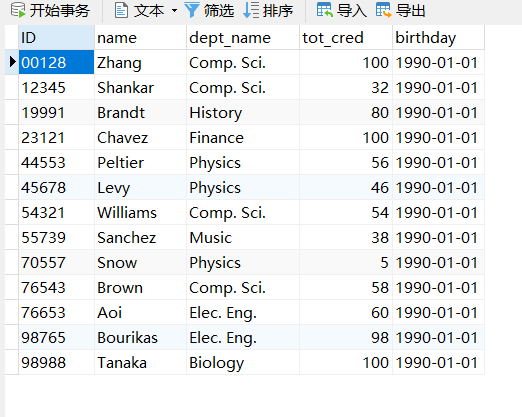 开始事务 文本 筛选 排序 导入 导出
ID name dept_name tot_cred birthday
00128 Zhang Comp. Sci. 100 1990-01-01
12345 Shankar Comp. Sci. 32 1990-01-01
19991 Brandt History 80 1990-01-01
23121 Chavez Finance 100 1990-01-01
44553 Peltier Physics 56 1990-01-01
45678 Levy Physics 46 1990-01-01
54321 Williams Comp. Sci. 54 1990-01-01
55739 Sanchez Music 38 1990-01-01
70557 Snow Physics 5 1990-01-01
76543 Brown Comp. Sci. 58 1990-01-01
76653 Aoi Elec. Eng. 60 1990-01-01
98765 Bourikas Elec. Eng. 98 1990-01-01
98988 Tanaka Biology 100 1990-01-01